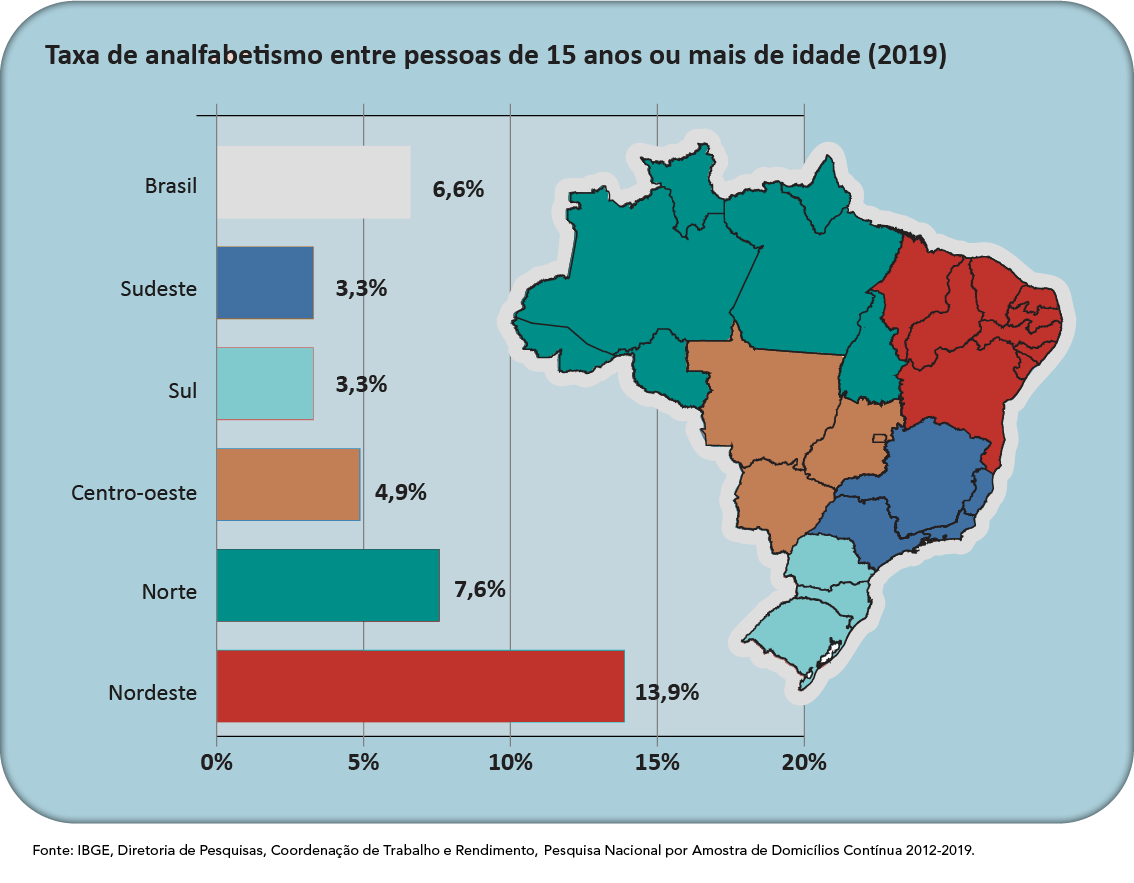 Taxa de analfabetismo entre pessoas de 15 anos ou mais de idade (2019)
Brasil 6,6%
Sudeste 3,3%
Sul 3,3%
Centro-oeste 4,9%
Norte 7,6%
Nordeste 13,9%
0% 5% 10% 15% 20%
Fonte: IBGE, Diretoria de Pesquisas, Coordenação de Trabalho e Rendimento, Pesquisa Nacional por Amostra de Domicílios Contínua 2012-2019.